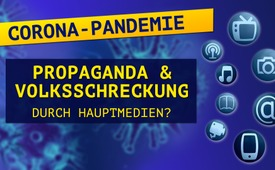 CORONA-PANDEMIE
PROPAGANDA &
VOLKSSCHRECKUNG
DURCH HAUPTMEDIEN?